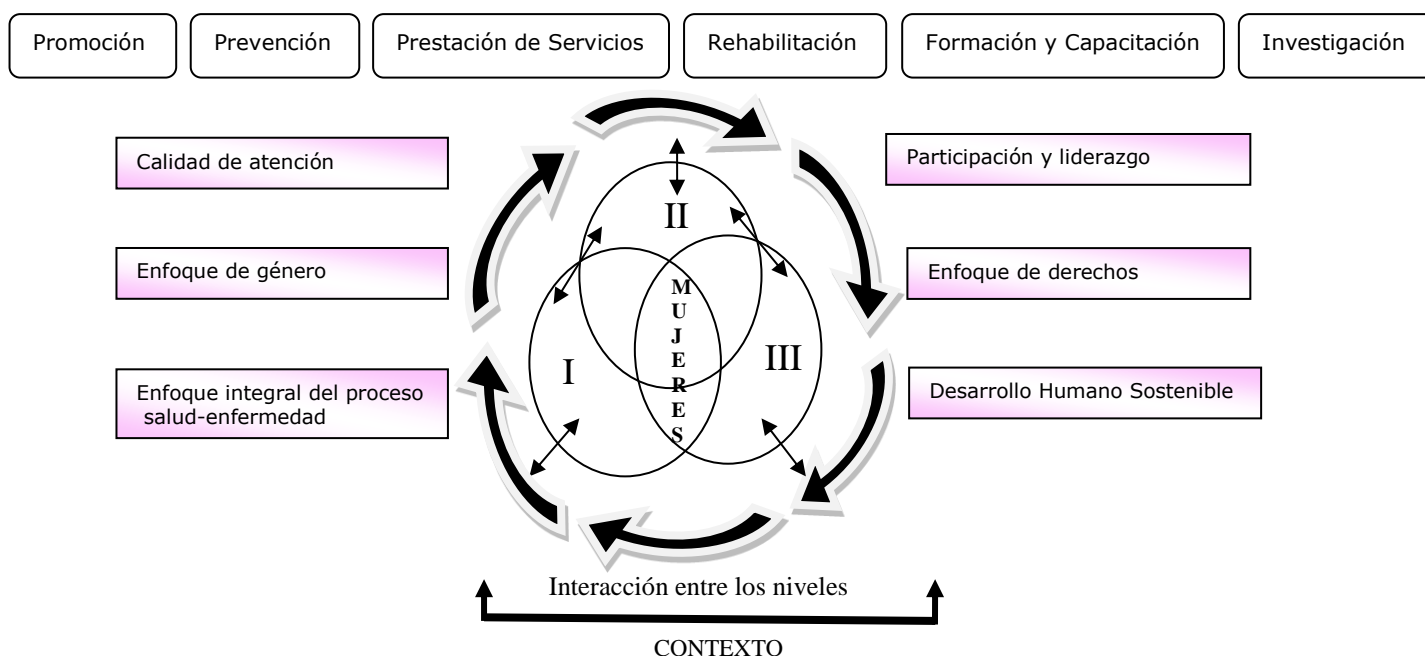 Promoción
Prevención
Prestación de Servicios
Rehabilitación
Formación y Capacitación
Investigación
Calidad de atención
Participación y liderazgo
II
Enfoque de género
Enfoque de derechos
MUJERES
I
III
Enfoque integral del proceso
salud-enfermedad
Desarrollo Humano Sostenible
Interacción entre los niveles
CONTEXTO